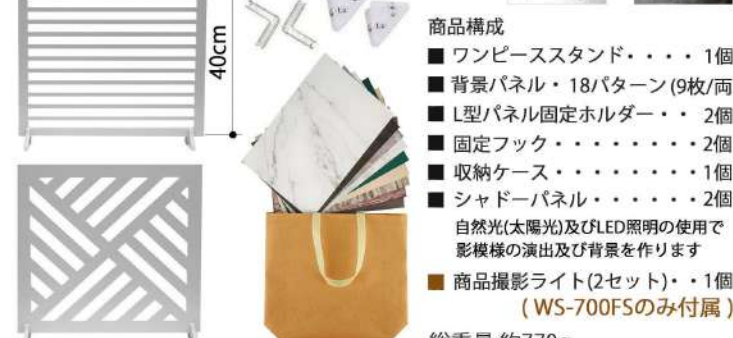 40cm
商品構成
■ ワンピーススタンド・・・・ 1個
■ 背景パネル・18パターン(9枚/両
■ L型パネル固定ホルダー・・ 2個
■ 固定フック・・・・・・・・2個
■ 収納ケース・・・・・・・・1個
■ シャドーパネル・・・・・・2個
自然光(太陽光)及びLED照明の使用で
影模様の演出及び背景を作ります
■ 商品撮影ライト(2セット)・・1個
( WS-700FSのみ付属 )